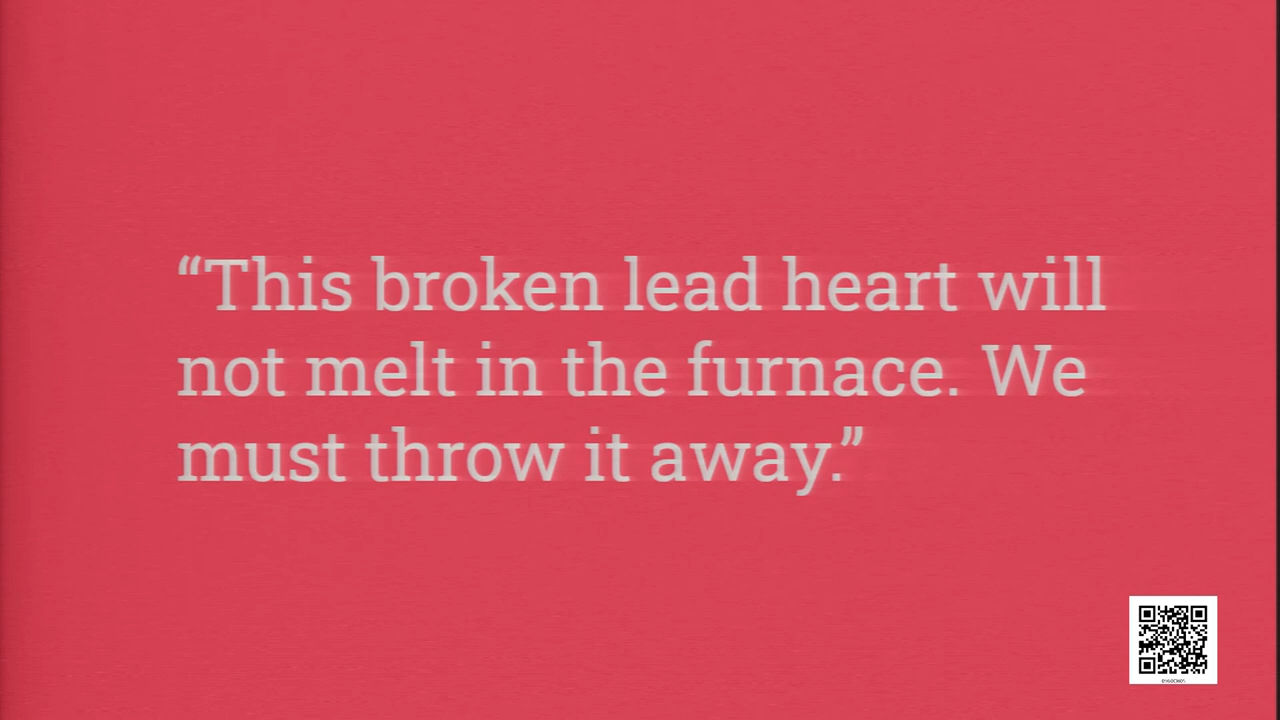 “This broken lead heart will
not melt in the furnace. We
must throw it away.”